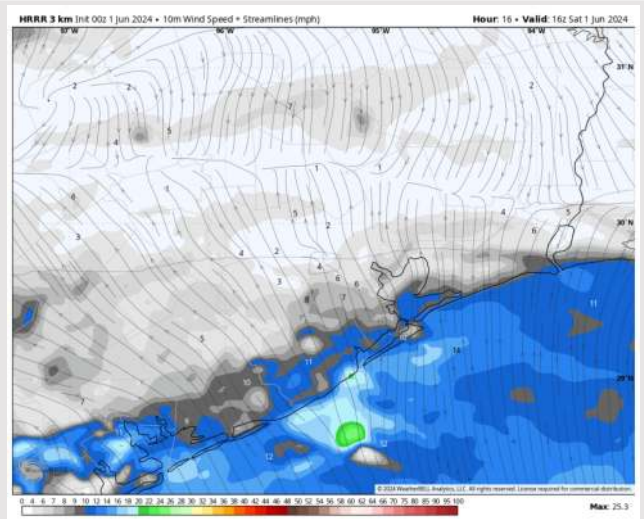 HRRR 3 km Init 00z 1 Jun 2024 • 10m Wind Speed + Streamlines (mph)
Hour: 16 • Valid: 16z Sat 1 Jun 2024
97°W 96°W 95°W 94°W
31°N
2 2 2
7
5
4
1 1
1
6
5 4 5
30°N
2 6
3
4 2
4
3 6 6
8 7
11
5
14
11
29°N
10
7
12
12
© 2024 WeatherBELL Analytics, LLC. All rights reserved. License required for commercial distribution.
0 4 6 7 8 9 10 12 14 16 18 20 22 24 26 28 30 32 34 36 38 40 42 44 46 48 50 52 54 56 58 60 65 70 75 80 85 90 95 100
Max: 25.3